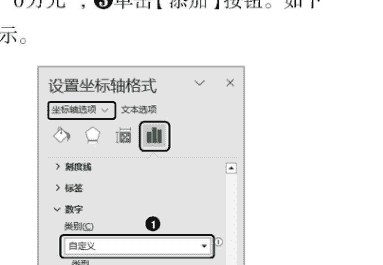 0万元”,❸单击【添加】按钮。如下
示。
设置坐标轴格式
坐标轴选项 文本选项
刻度线
标签
数字
类别(C) ❶
自定义
类型